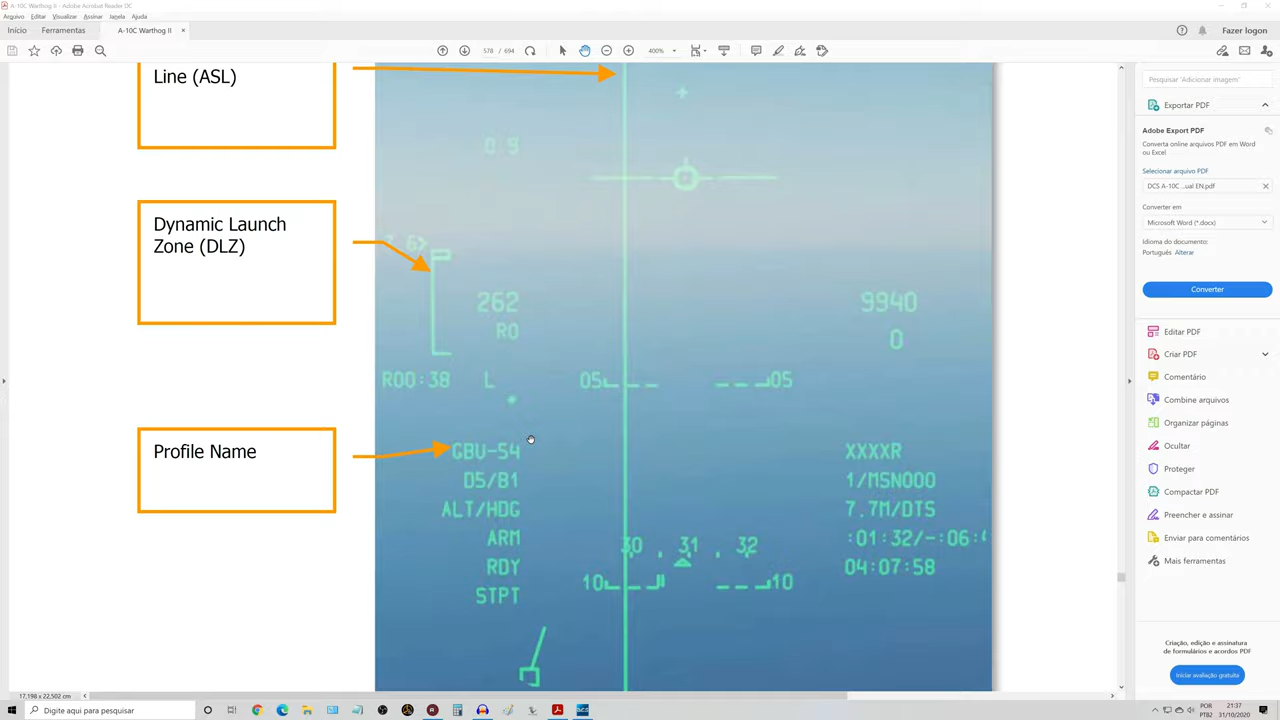 A-10C Warthog II - Adobe Acrobat Reader DC
Arquivo Editar Visualizar Assinar Janela Ajuda
Início Ferramentas A-10C Warthog II × Fazer logon
578 / 694 400%
Line (ASL)
Dynamic Launch
Zone (DLZ)
Profile Name
0.9
262 9940
R0 0
R00:38 L 05 05
GBU-54 XXXXR
D5/B1 1/MSN000
ALT/HDG 7.7M/DTS
ARM 30 . 31 . 32
RDY 10 10 04:07:58
STPT
Pesquisar 'Adicionar imagem'
Exportar PDF
Adobe Export PDF
Converta online arquivos PDF em Word
ou Excel
Selecionar arquivo PDF
DCS A-10C ...ual EN.pdf ×
Converter em
Microsoft Word (*.docx)
Idioma do documento:
Português Alterar
Converter
Editar PDF
Criar PDF
Comentário
Combine arquivos
Organizar páginas
Ocultar
Proteger
Compactar PDF
Preencher e assinar
Enviar para comentários
Mais ferramentas
Criação, edição e assinatura
de formulários e acordos PDF
Iniciar avaliação gratuita
17,198 x 22,502 cm
Digite aqui para pesquisar
POR 21:37
PTB2 31/10/2020